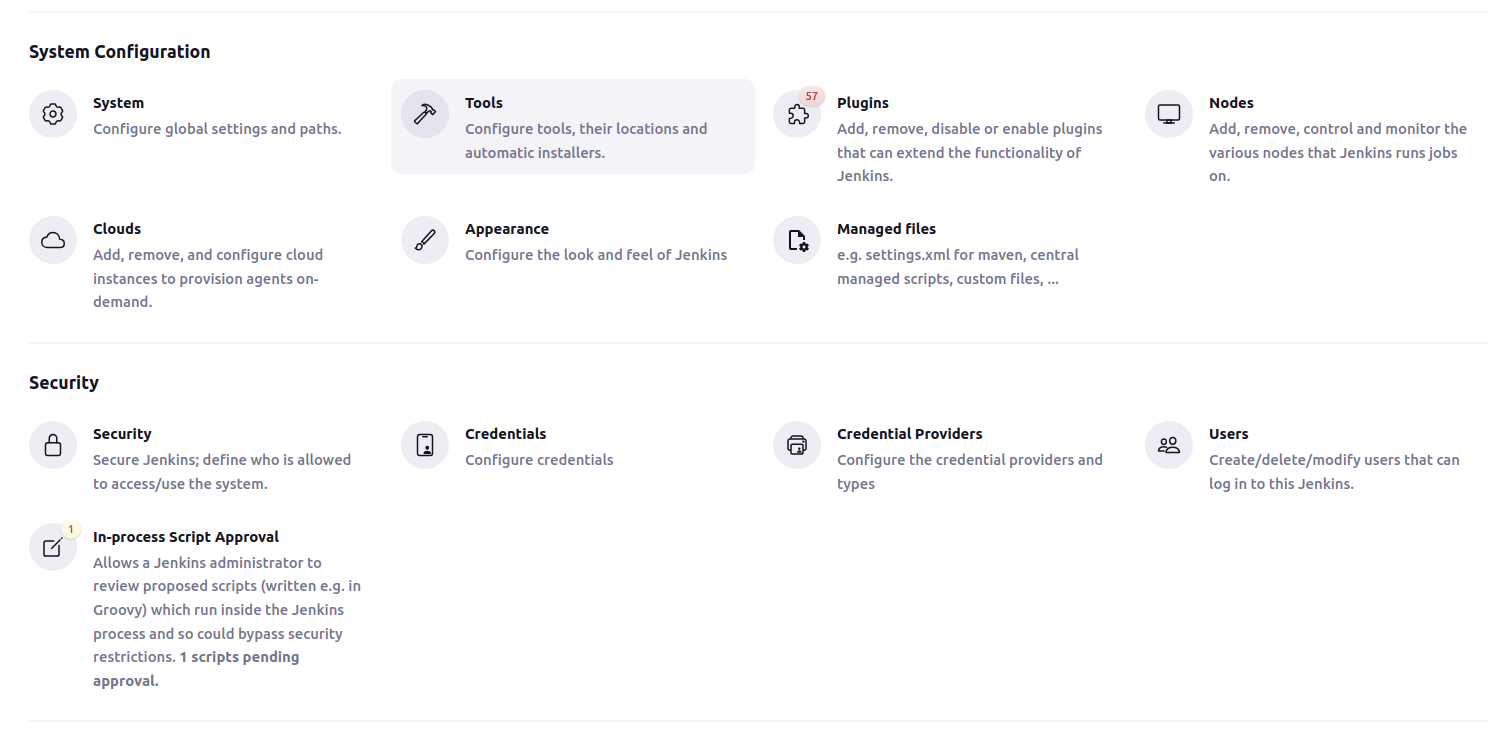 System Configuration
System
Configure global settings and paths.
Tools
Configure tools, their locations and
automatic installers.
57
Plugins
Add, remove, disable or enable plugins
that can extend the functionality of
Jenkins.
Nodes
Add, remove, control and monitor the
various nodes that Jenkins runs jobs
on.
Clouds
Add, remove, and configure cloud
instances to provision agents on-
demand.
Appearance
Configure the look and feel of Jenkins
Managed files
e.g. settings.xml for maven, central
managed scripts, custom files, ...
Security
Security
Secure Jenkins; define who is allowed
to access/use the system.
Credentials
Configure credentials
Credential Providers
Configure the credential providers and
types
Users
Create/delete/modify users that can
log in to this Jenkins.
1
In-process Script Approval
Allows a Jenkins administrator to
review proposed scripts (written e.g. in
Groovy) which run inside the Jenkins
process and so could bypass security
restrictions. 1 scripts pending
approval.